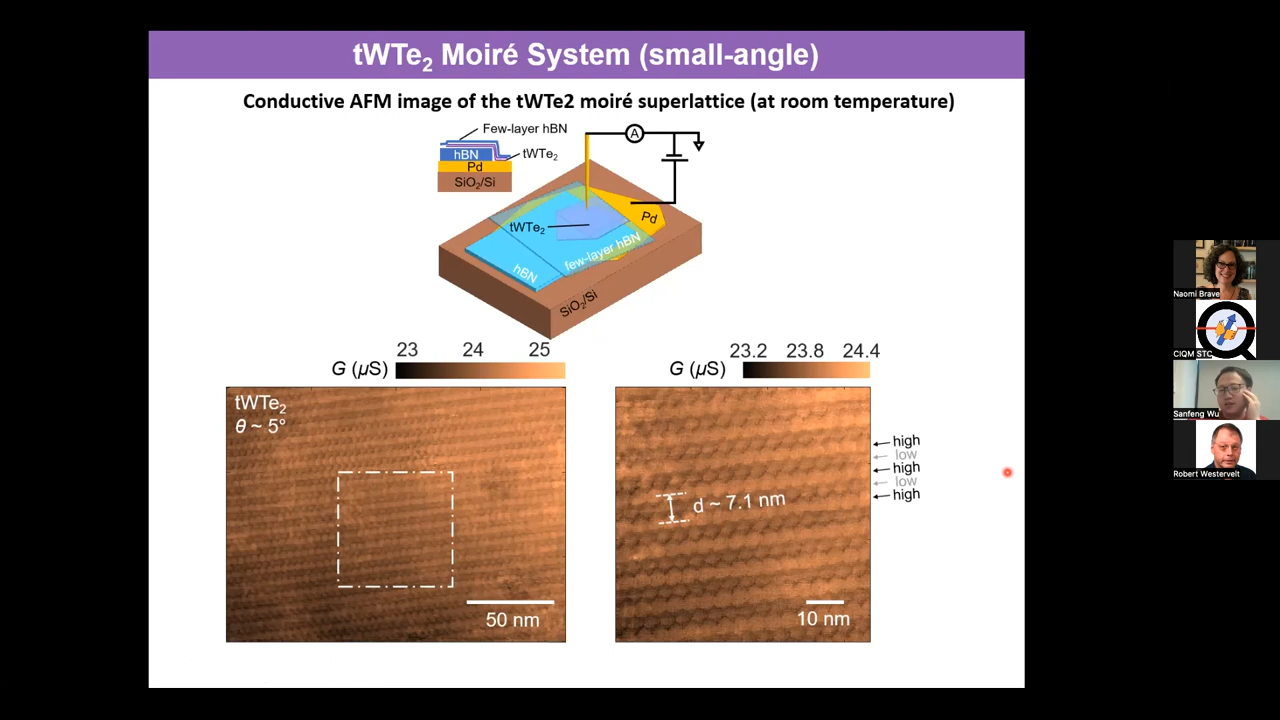 tWTe₂ Moiré System (small-angle)
Conductive AFM image of the tWTe2 moiré superlattice (at room temperature)
Few-layer hBN
hBN
tWTe₂
Pd
SiO₂/Si
A
tWTe₂
Pd
few-layer hBN
hBN
SiO₂/Si
23 24 25
G (μS)
tWTe₂
θ ~ 5°
50 nm
23.2 23.8 24.4
G (μS)
high
low
high
low
high
d ~ 7.1 nm
10 nm
Naomi Brave
CIQM STC
Sanfeng Wu
Robert Westervelt